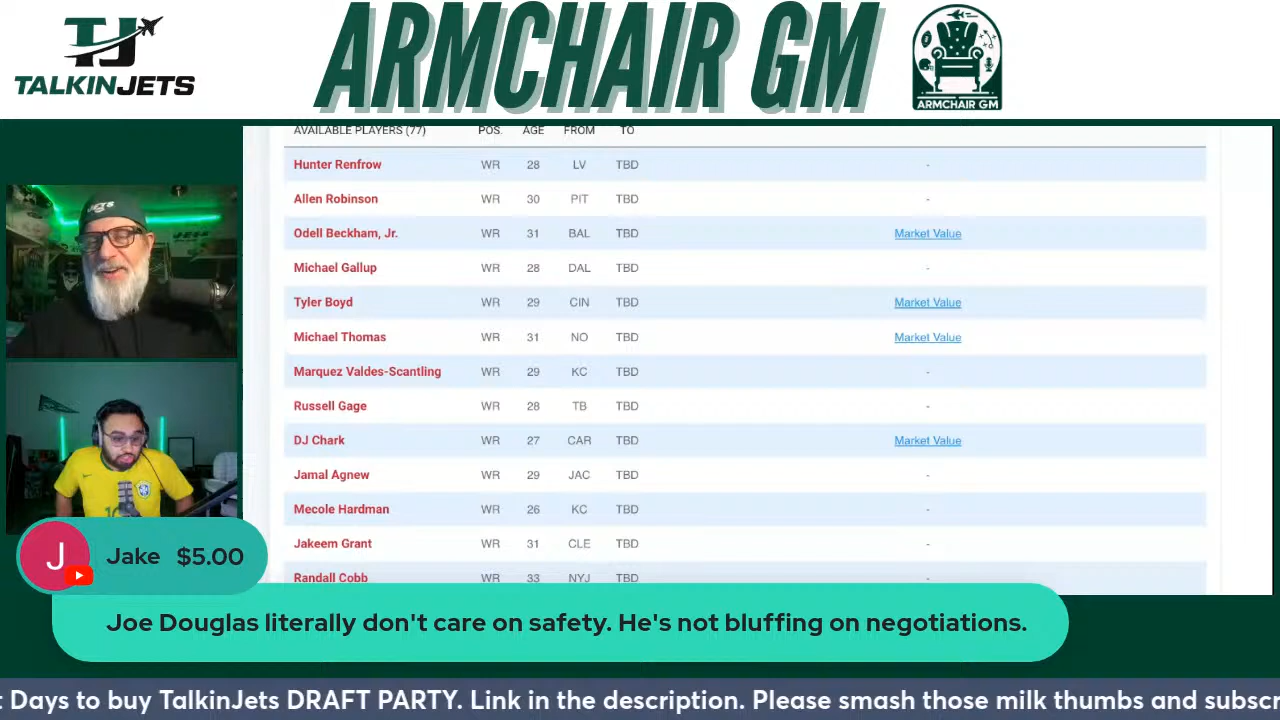 TJ
TALKINJETS
ARMCHAIR GM
ARMCHAIR GM
AVAILABLE PLAYERS (77) POS. AGE FROM TO
Hunter Renfrow WR 28 LV TBD -
Allen Robinson WR 30 PIT TBD
Odell Beckham, Jr. WR 31 BAL TBD Market Value
Michael Gallup WR 28 DAL TBD -
Tyler Boyd WR 29 CIN TBD Market Value
Michael Thomas WR 31 NO TBD Market Value
Marquez Valdes-Scantling WR 29 KC TBD -
Russell Gage WR 28 TB TBD -
DJ Chark WR 27 CAR TBD Market Value
Jamal Agnew WR 29 JAC TBD -
Mecole Hardman WR 26 KC TBD -
Jakeem Grant WR 31 CLE TBD -
Randall Cobb WR 33 NYJ TBD -
J Jake $5.00
Joe Douglas literally don't care on safety. He's not bluffing on negotiations.
t Days to buy TalkinJets DRAFT PARTY. Link in the description. Please smash those milk thumbs and subscr